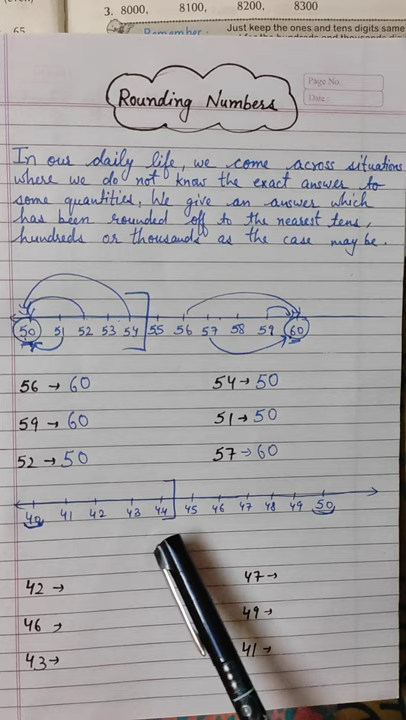 3. 8000, 8100, 8200, 8300
65
Remember: Just keep the ones and tens digits same
Page No.
Date:
Rounding Numbers
In our daily life, we come across situations
where we do not know the exact answer to
some quantities, We give an answer which
has been rounded off to the nearest tens,
hundreds or thousands as the case may be.
50 51 52 53 54 55 56 57 58 59 60
56 → 60 54 → 50
59 → 60 51 → 50
52 → 50 57 → 60
40 41 42 43 44 45 46 47 48 49 50
42 → 47 →
46 → 49 →
43 → 41 →